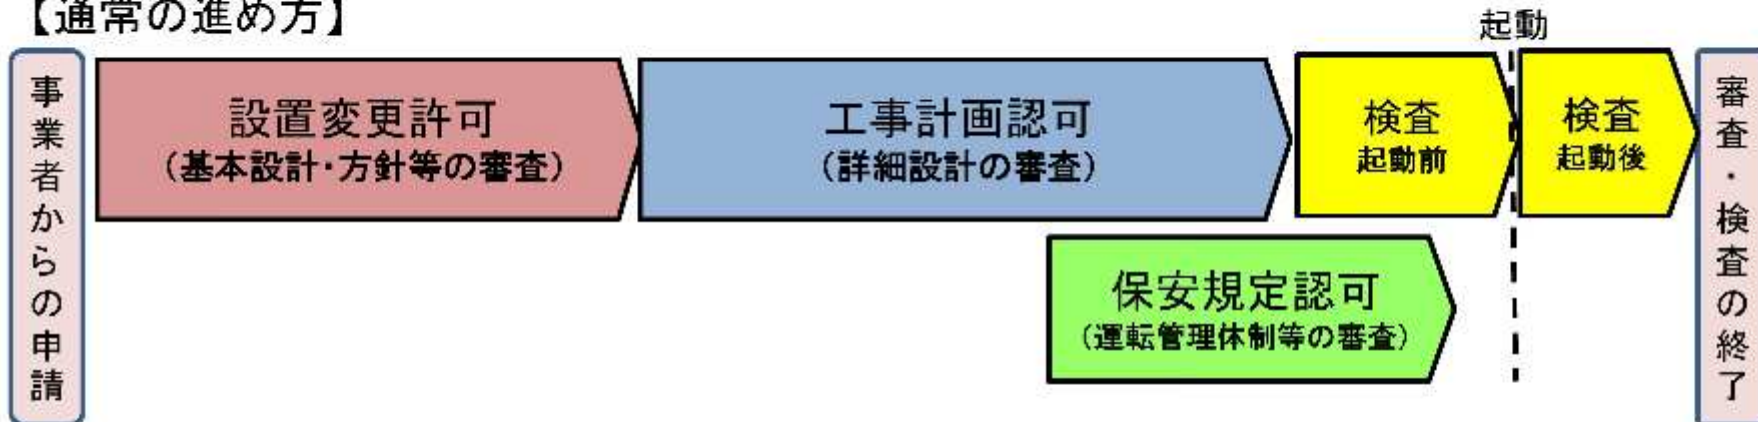 【通常の進め方】
起動
事業者からの申請
設置変更許可
(基本設計・方針等の審査)
工事計画認可
(詳細設計の審査)
検査
起動前
検査
起動後
保安規定認可
(運転管理体制等の審査)
審査・検査の終了